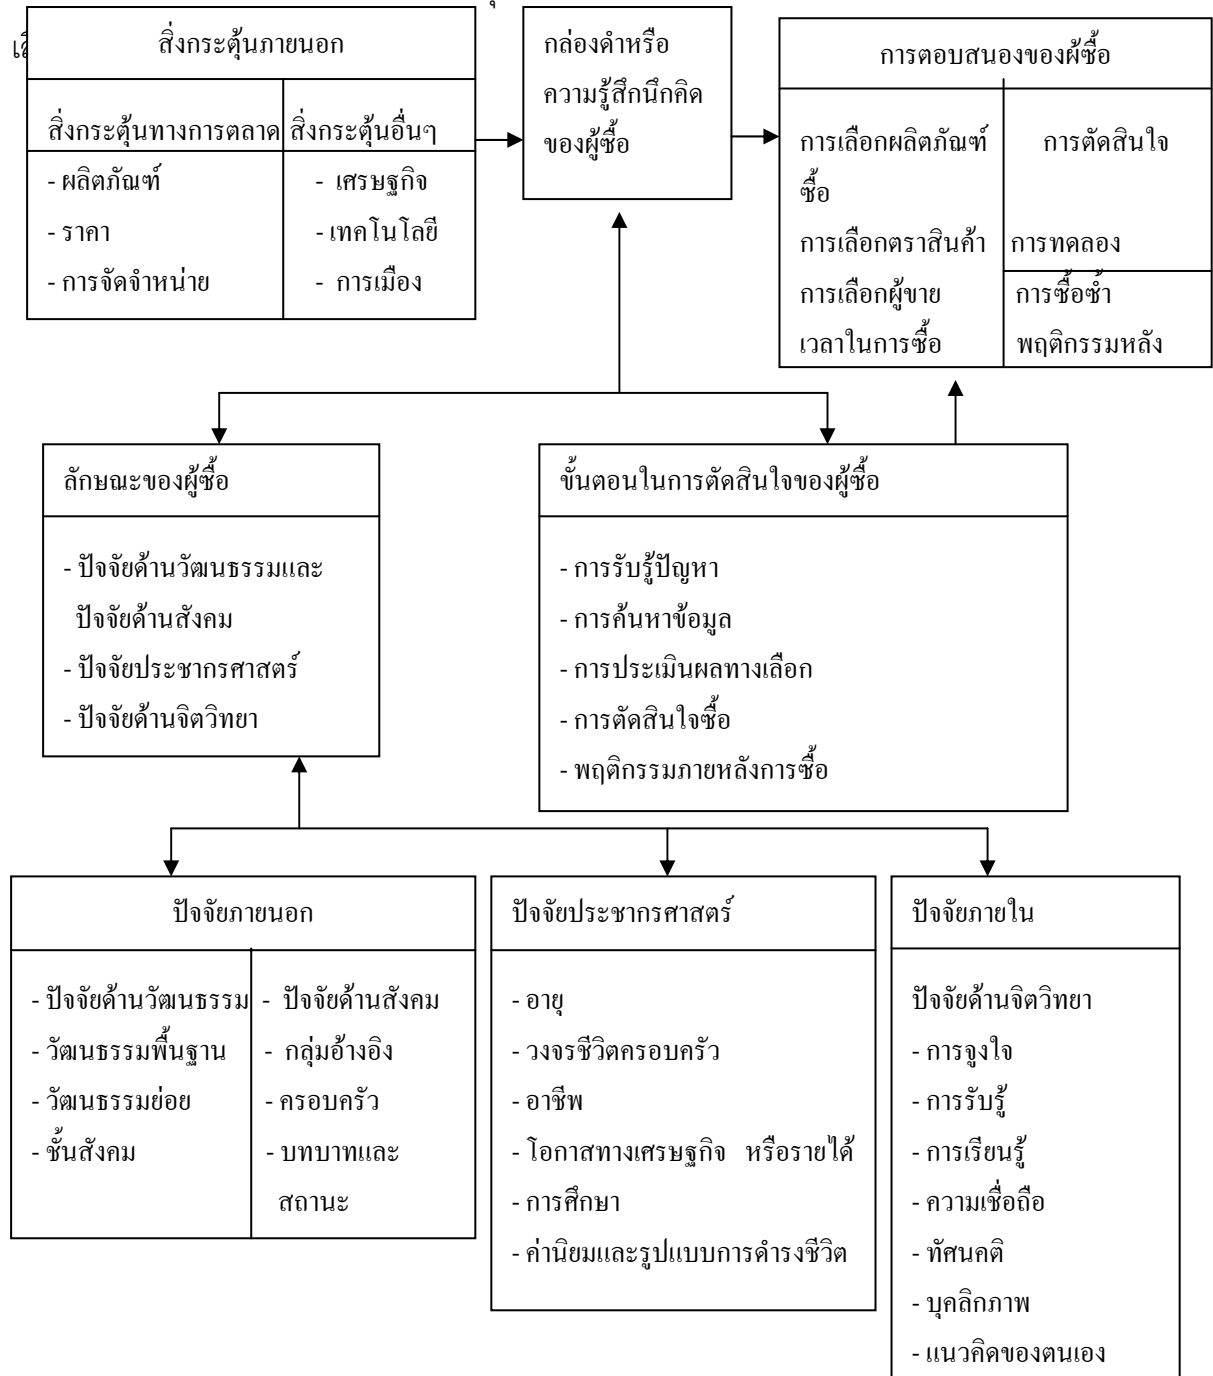 สิ่งกระตุ้นภายนอก
สิ่งกระตุ้นทางการตลาด สิ่งกระตุ้นอื่นๆ
- ผลิตภัณฑ์ - เศรษฐกิจ
- ราคา -เทคโนโลยี
- การจัดจำหน่าย - การเมือง
กล่องดำหรือ
ความรู้สึกนึกคิด
ของผู้ซื้อ
การตอบสนองของผู้ซื้อ
การเลือกผลิตภัณฑ์ การตัดสินใจ
ซื้อ
การเลือกตราสินค้า การทดลอง
การเลือกผู้ขาย การซื้อซ้ำ
เวลาในการซื้อ พฤติกรรมหลัง
ลักษณะของผู้ซื้อ
- ปัจจัยด้านวัฒนธรรมและ
ปัจจัยด้านสังคม
- ปัจจัยประชากรศาสตร์
- ปัจจัยด้านจิตวิทยา
ขั้นตอนในการตัดสินใจของผู้ซื้อ
- การรับรู้ปัญหา
- การค้นหาข้อมูล
- การประเมินผลทางเลือก
- การตัดสินใจซื้อ
- พฤติกรรมภายหลังการซื้อ
ปัจจัยภายนอก
- ปัจจัยด้านวัฒนธรรม - ปัจจัยด้านสังคม
- วัฒนธรรมพื้นฐาน - กลุ่มอ้างอิง
- วัฒนธรรมย่อย - ครอบครัว
- ชั้นสังคม - บทบาทและ
สถานะ
ปัจจัยประชากรศาสตร์
- อายุ
- วงจรชีวิตครอบครัว
- อาชีพ
- โอกาสทางเศรษฐกิจ หรือรายได้
- การศึกษา
- ค่านิยมและรูปแบบการดำรงชีวิต
ปัจจัยภายใน
ปัจจัยด้านจิตวิทยา
- การจูงใจ
- การรับรู้
- การเรียนรู้
- ความเชื่อถือ
- ทัศนคติ
- บุคลิกภาพ
- แนวคิดของตนเอง